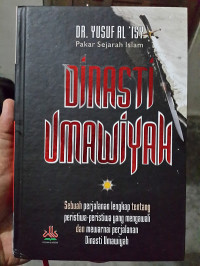 DR. YUSUF AL 'ISY
Pakar Sejarah Islam
DINASTI
UMAWIYAH
Sebuah perjalanan lengkap tentang
peristiwa-peristiwa yang mengawali
dan mewarnai perjalanan
Dinasti Umawiyah